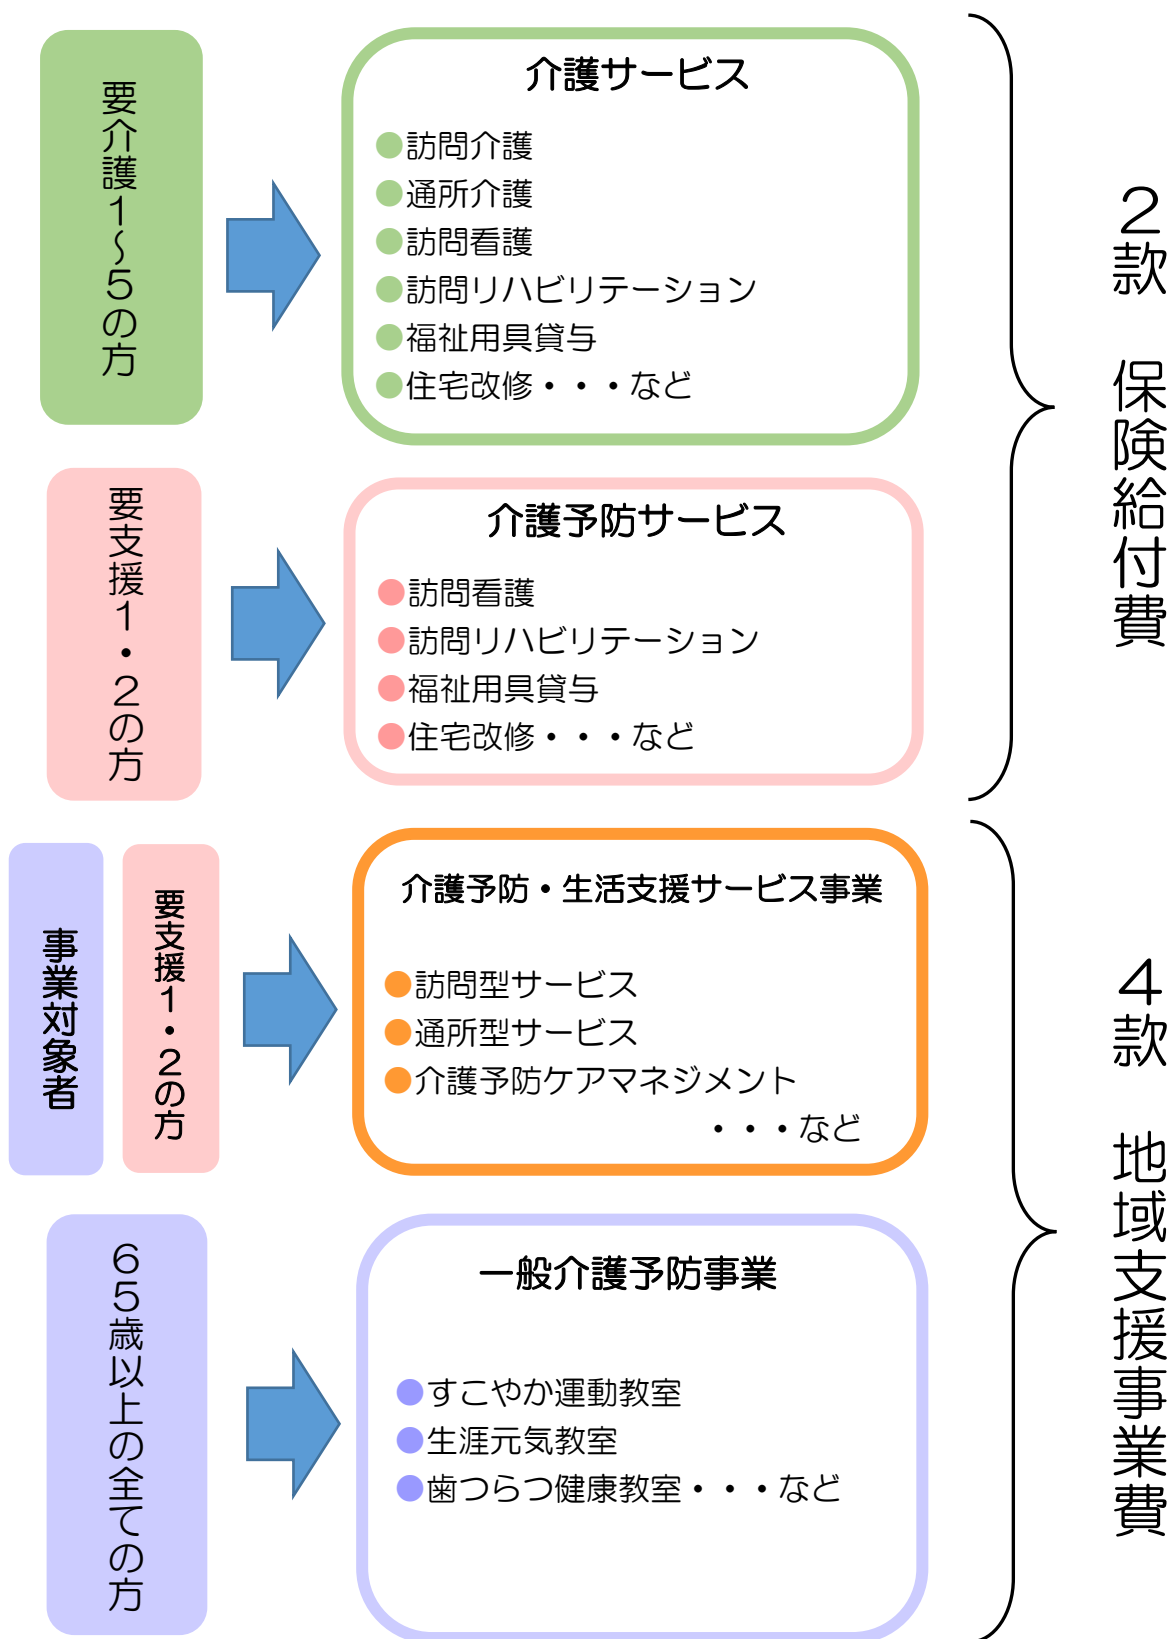 要介護１～５の方
介護サービス
●訪問介護
●通所介護
●訪問看護
●訪問リハビリテーション
●福祉用具貸与
●住宅改修・・・など
要支援１・２の方
介護予防サービス
●訪問看護
●訪問リハビリテーション
●福祉用具貸与
●住宅改修・・・など
２款　保険給付費
事業対象者
要支援１・２の方
介護予防・生活支援サービス事業
●訪問型サービス
●通所型サービス
●介護予防ケアマネジメント
・・・など
６５歳以上の全ての方
一般介護予防事業
●すこやか運動教室
●生涯元気教室
●歯つらつ健康教室・・・など
４款　地域支援事業費